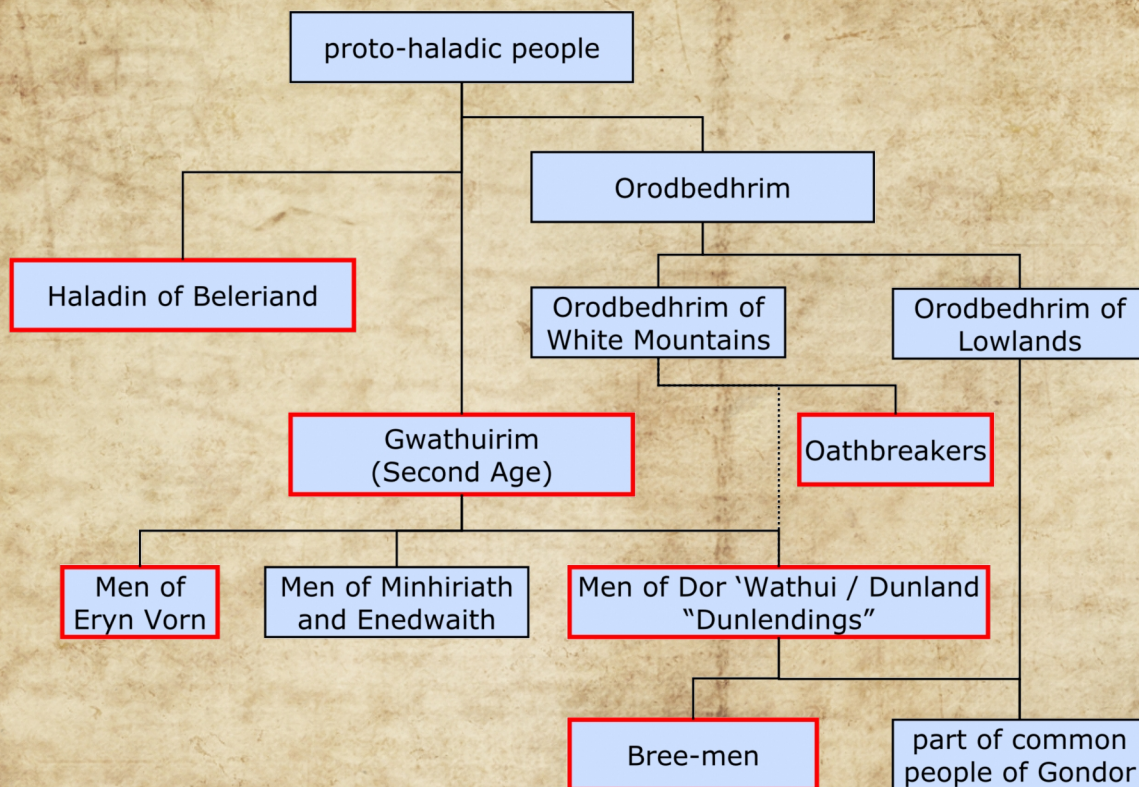 proto-haladic people
Orodbedhrim
Haladin of Beleriand
Orodbedhrim of
White Mountains
Orodbedhrim of
Lowlands
Gwathuirim
(Second Age)
Oathbreakers
Men of
Eryn Vorn
Men of Minhiriath
and Enedwaith
Men of Dor ‘Wathui / Dunland
“Dunlendings”
Bree-men
part of common
people of Gondor